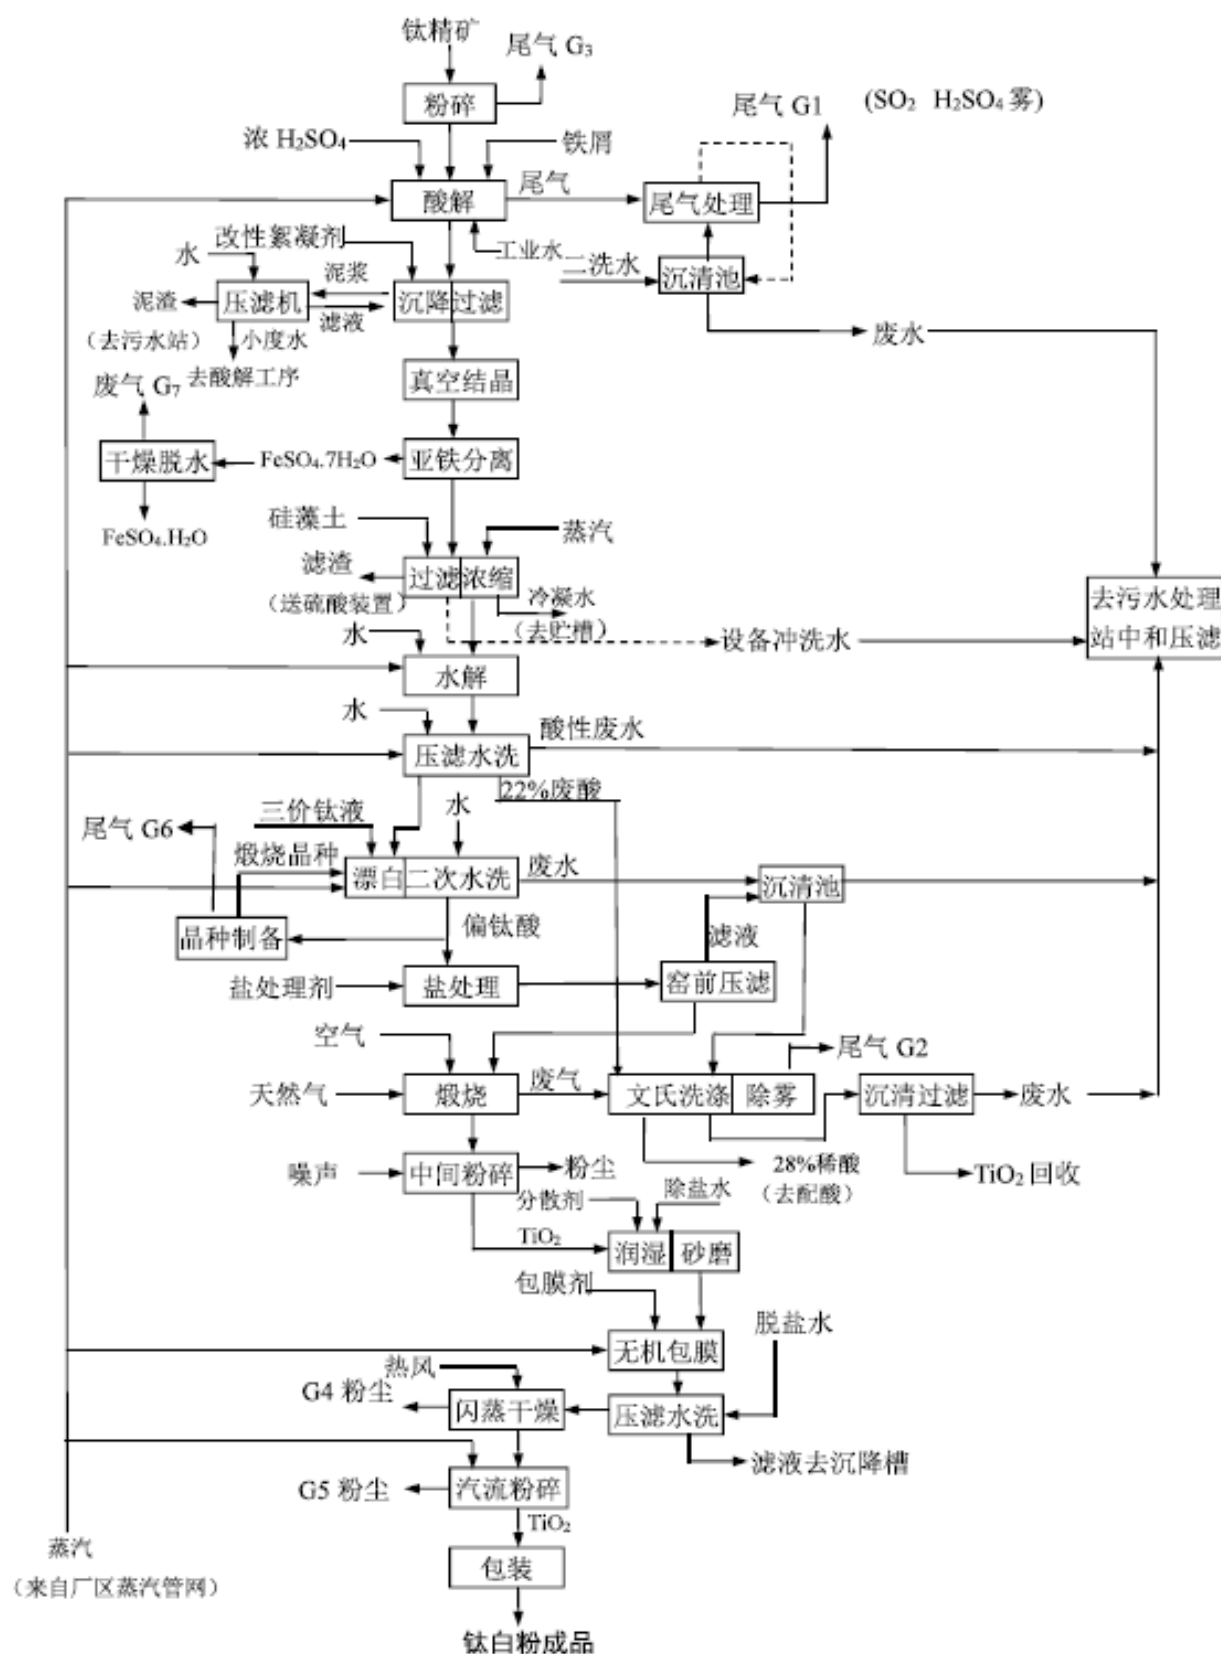 钛精矿
尾气 G₃
粉碎
尾气 G1 (SO₂ H₂SO₄ 雾)
浓 H₂SO₄
铁屑
酸解
尾气
尾气处理
改性絮凝剂
工业水
水
泥浆
二洗水
沉清池
泥渣
压滤机
滤液
沉降过滤
(去污水站)
小度水
废水
废气 G₇
去酸解工序
真空结晶
干燥脱水
FeSO₄.7H₂O
亚铁分离
硅藻土
蒸汽
FeSO₄.H₂O
滤渣
过滤 浓缩
(送硫酸装置)
冷凝水
(去贮槽)
去污水处理
站中和压滤
水
设备冲洗水
水解
水
酸性废水
压滤水洗
22%废酸
三价钛液
水
尾气 G6
煅烧晶种
漂白 二次水洗
废水
沉清池
偏钛酸
滤液
晶种制备
盐处理剂
盐处理
窑前压滤
空气
尾气 G2
天然气
煅烧
废气
文氏洗涤 除雾
沉清过滤
废水
噪声
中间粉碎
粉尘
28%稀酸
(去配酸)
TiO₂ 回收
分散剂
除盐水
TiO₂
润湿 砂磨
包膜剂
脱盐水
无机包膜
热风
G4 粉尘
闪蒸干燥
压滤水洗
滤液去沉降槽
G5 粉尘
汽流粉碎
TiO₂
蒸汽
(来自厂区蒸汽管网)
包装
钛白粉成品